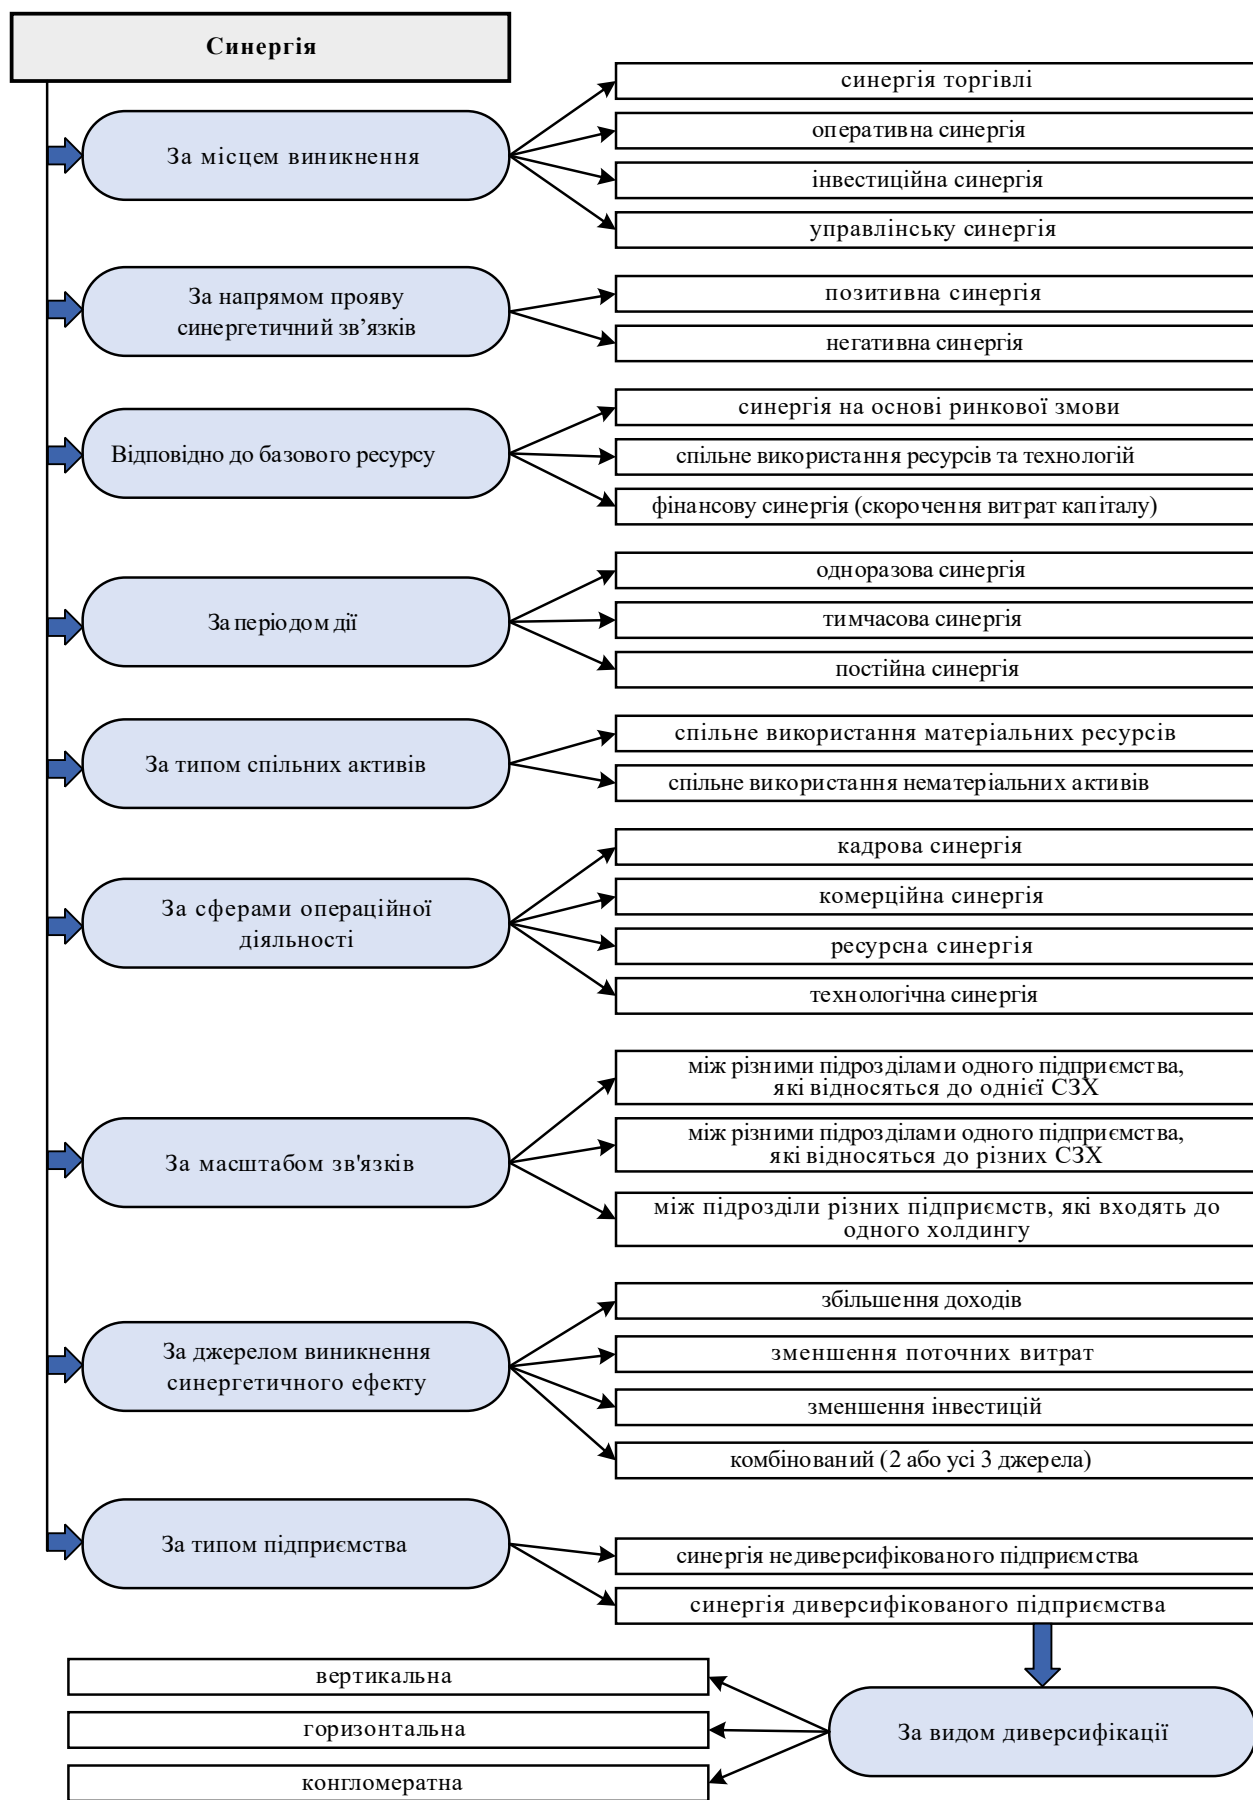 Синергія
За місцем виникнення
синергія торгівлі
оперативна синергія
інвестиційна синергія
управлінську синергія
За напрямом прояву
синергетичний зв’язків
позитивна синергія
негативна синергія
Відповідно до базового ресурсу
синергія на основі ринкової змови
спільне використання ресурсів та технологій
фінансову синергія (скорочення витрат капіталу)
За періодом дії
одноразова синергія
тимчасова синергія
постійна синергія
За типом спільних активів
спільне використання матеріальних ресурсів
спільне використання нематеріальних активів
За сферами операційної
діяльності
кадрова синергія
комерційна синергія
ресурсна синергія
технологічна синергія
За масштабом зв'язків
між різними підрозділами одного підприємства,
які відносяться до однієї СЗХ
між різними підрозділами одного підприємства,
які відносяться до різних СЗХ
між підрозділи різних підприємств, які входять до
одного холдингу
За джерелом виникнення
синергетичного ефекту
збільшення доходів
зменшення поточних витрат
зменшення інвестицій
комбінований (2 або усі 3 джерела)
За типом підприємства
синергія недиверсифікованого підприємства
синергія диверсифікованого підприємства
За видом диверсифікації
вертикальна
горизонтальна
конгломератна